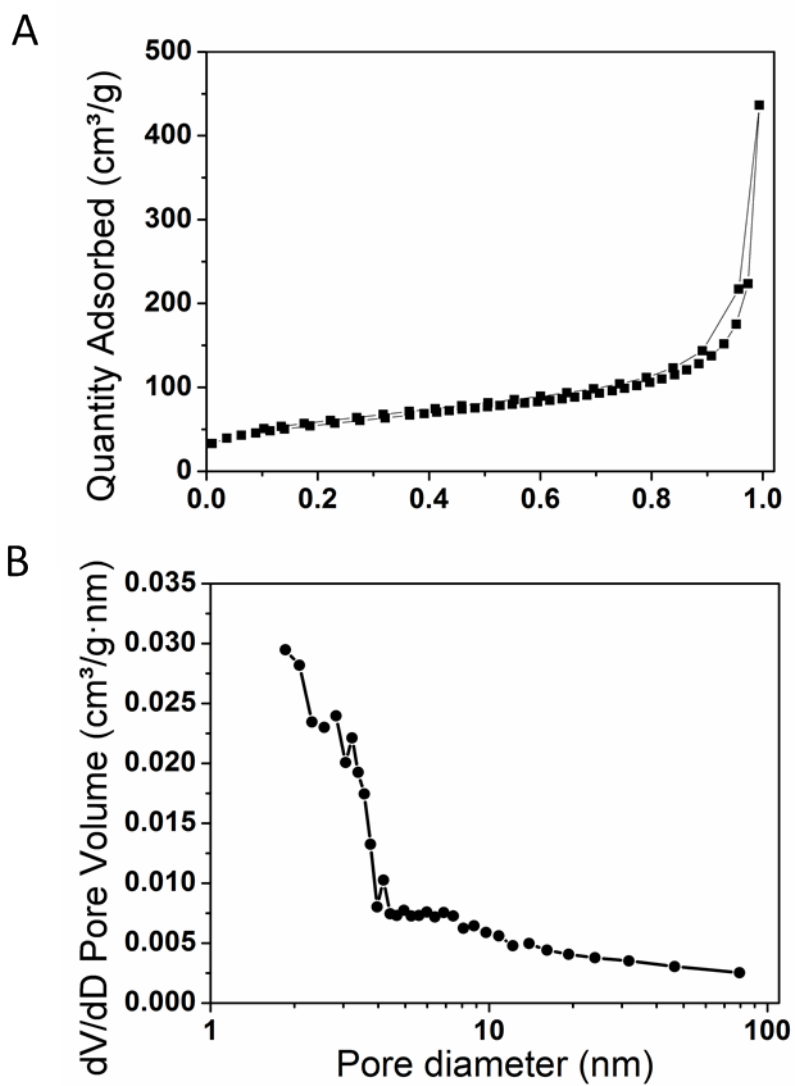 A
Quantity Adsorbed (cm³/g)
500
400
300
200
100
0
0.0 0.2 0.4 0.6 0.8 1.0
B
dV/dD Pore Volume (cm³/g·nm)
0.035
0.030
0.025
0.020
0.015
0.010
0.005
0.000
1 10 100
Pore diameter (nm)